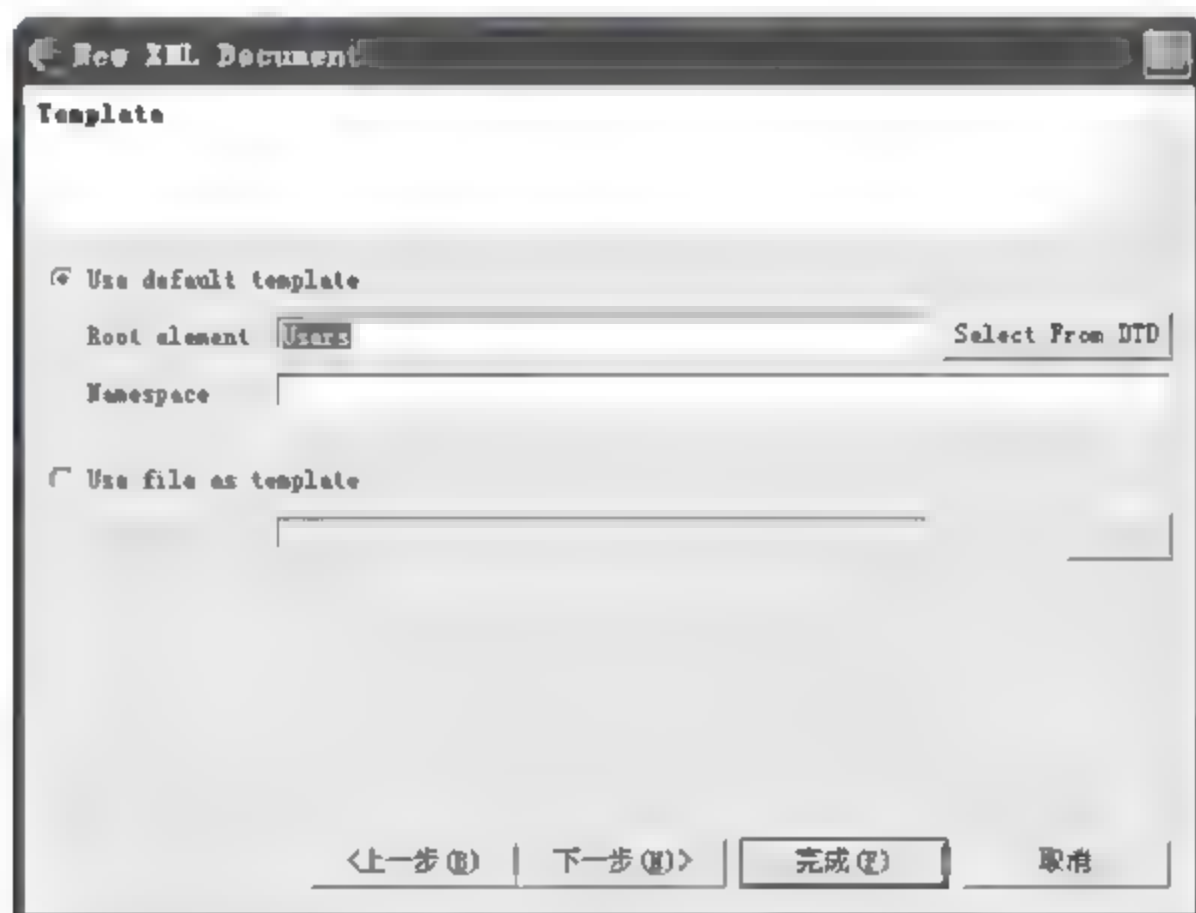 New XML Document
Template
Use default template
Root element Users Select From DTD
Namespace
Use file as template
<上一步(B) 下一步(N)> 完成(F) 取消